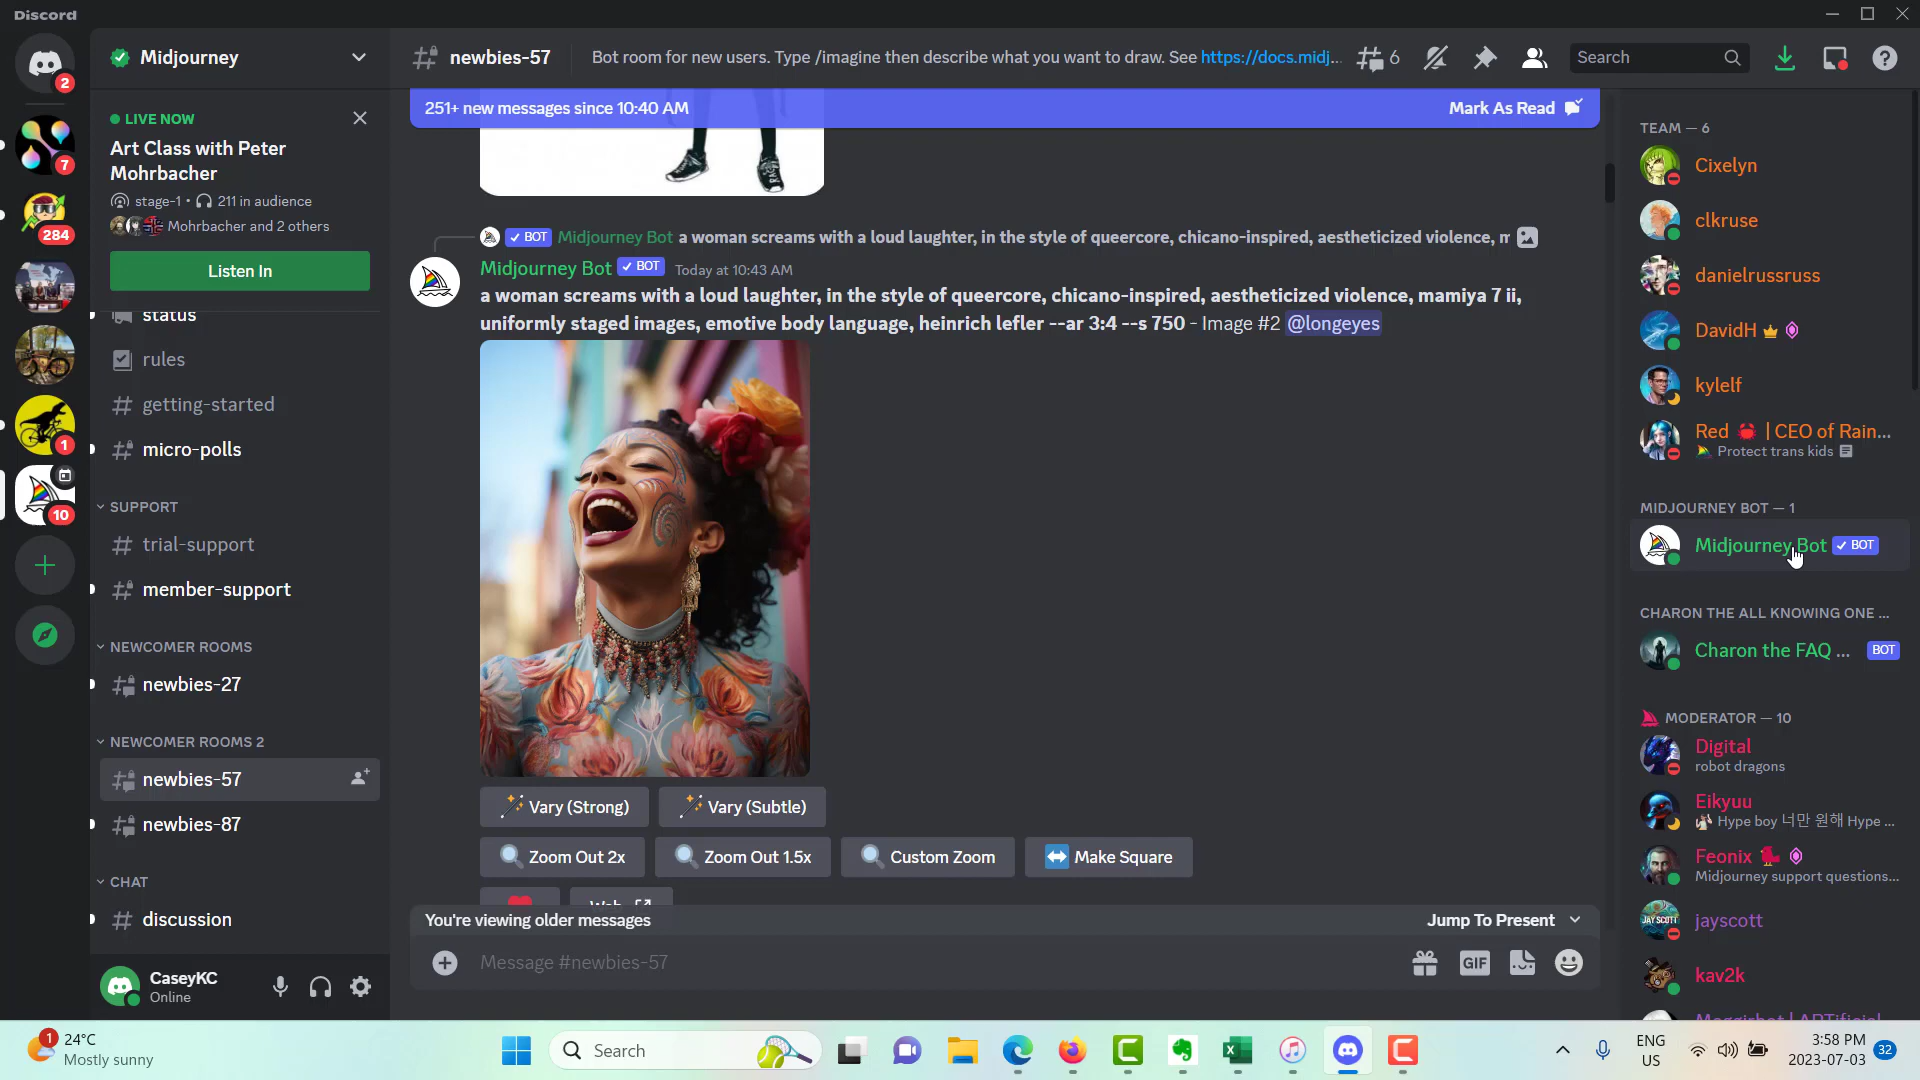 Discord
2
7
284
1
10
Midjourney
LIVE NOW
Art Class with Peter
Mohrbacher
stage-1 • 211 in audience
Mohrbacher and 2 others
Listen In
status
rules
getting-started
micro-polls
SUPPORT
trial-support
member-support
NEWCOMER ROOMS
newbies-27
NEWCOMER ROOMS 2
newbies-57
newbies-87
CHAT
discussion
CaseyKC
Online
newbies-57
Bot room for new users. Type /imagine then describe what you want to draw. See https://docs.midj...
6
Search
251+ new messages since 10:40 AM
Mark As Read
BOT Midjourney Bot a woman screams with a loud laughter, in the style of queercore, chicano-inspired, aestheticized violence, m
Midjourney Bot BOT Today at 10:43 AM
a woman screams with a loud laughter, in the style of queercore, chicano-inspired, aestheticized violence, mamiya 7 ii,
uniformly staged images, emotive body language, heinrich lefler --ar 3:4 --s 750 - Image #2 @longeyes
Vary (Strong)
Vary (Subtle)
Zoom Out 2x
Zoom Out 1.5x
Custom Zoom
Make Square
Web
You're viewing older messages
Jump To Present
Message #newbies-57
GIF
TEAM — 6
Cixelyn
clkruse
danielrussruss
DavidH
kylelf
Red 🦀 | CEO of Rain...
Protect trans kids
MIDJOURNEY BOT — 1
Midjourney Bot BOT
CHARON THE ALL KNOWING ONE ...
Charon the FAQ ... BOT
MODERATOR — 10
Digital
robot dragons
Eikyuu
Hype boy 너만 원해 Hype ...
Feonix
Midjourney support questions...
JAY SCOTT
jayscott
kav2k
1
24°C
Mostly sunny
Search
ENG
US
3:58 PM
2023-07-03
32